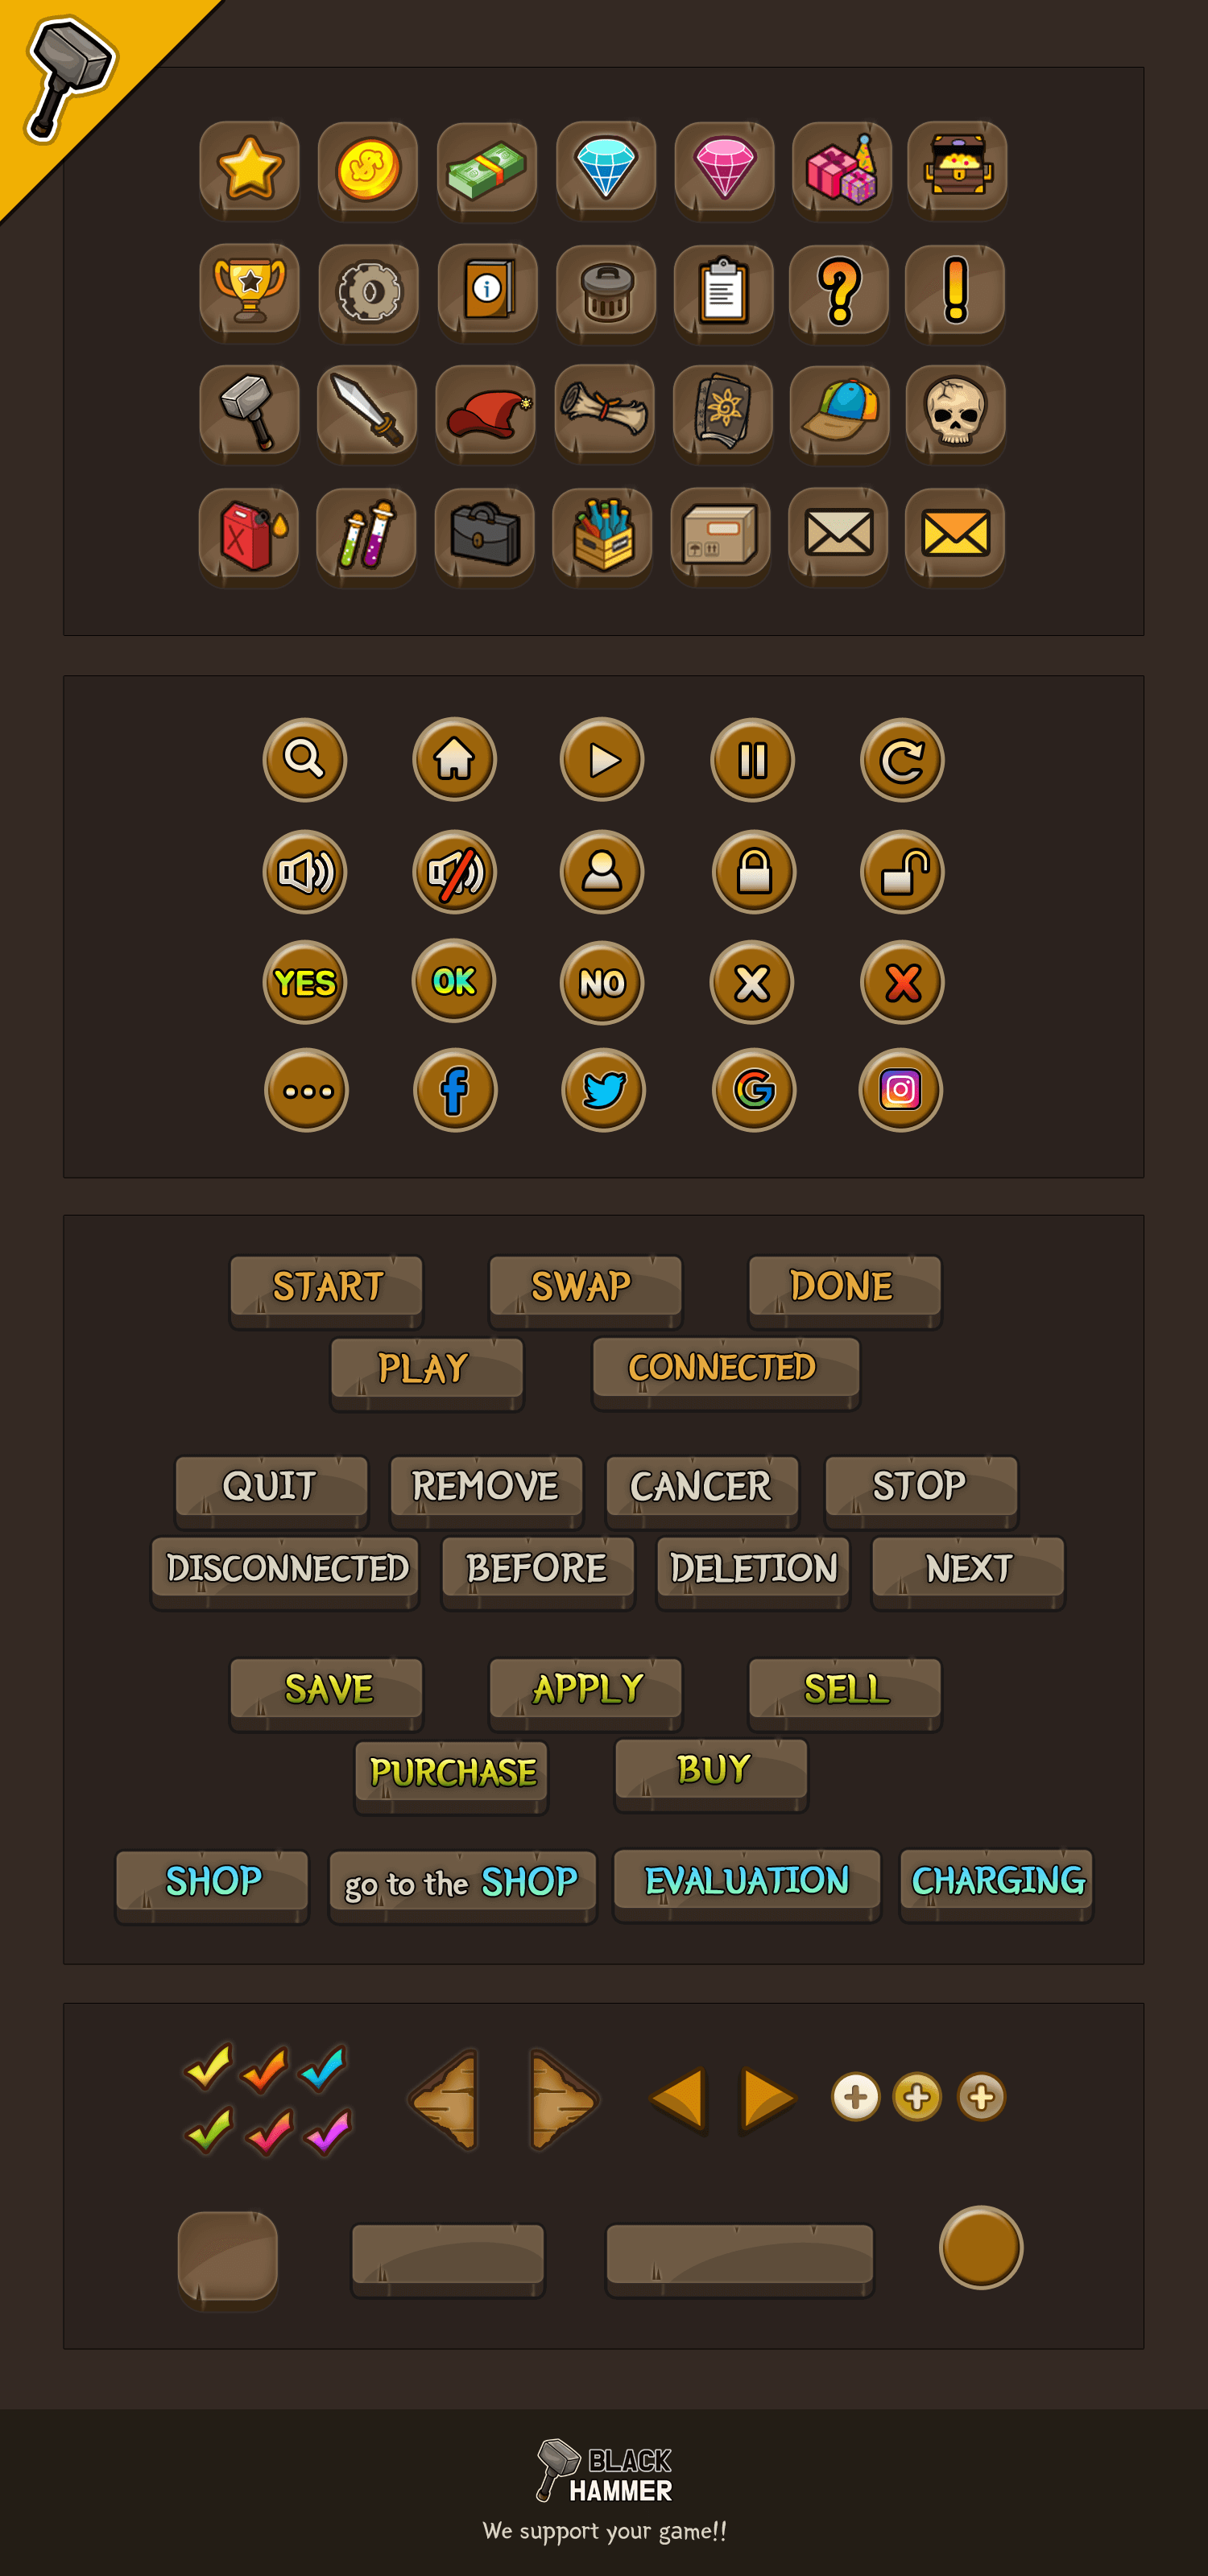 YES OK NO
START SWAP DONE
PLAY CONNECTED
QUIT REMOVE CANCER STOP
DISCONNECTED BEFORE DELETION NEXT
SAVE APPLY SELL
PURCHASE BUY
SHOP go to the SHOP EVALUATION CHARGING
BLACK
HAMMER
We support your game!!